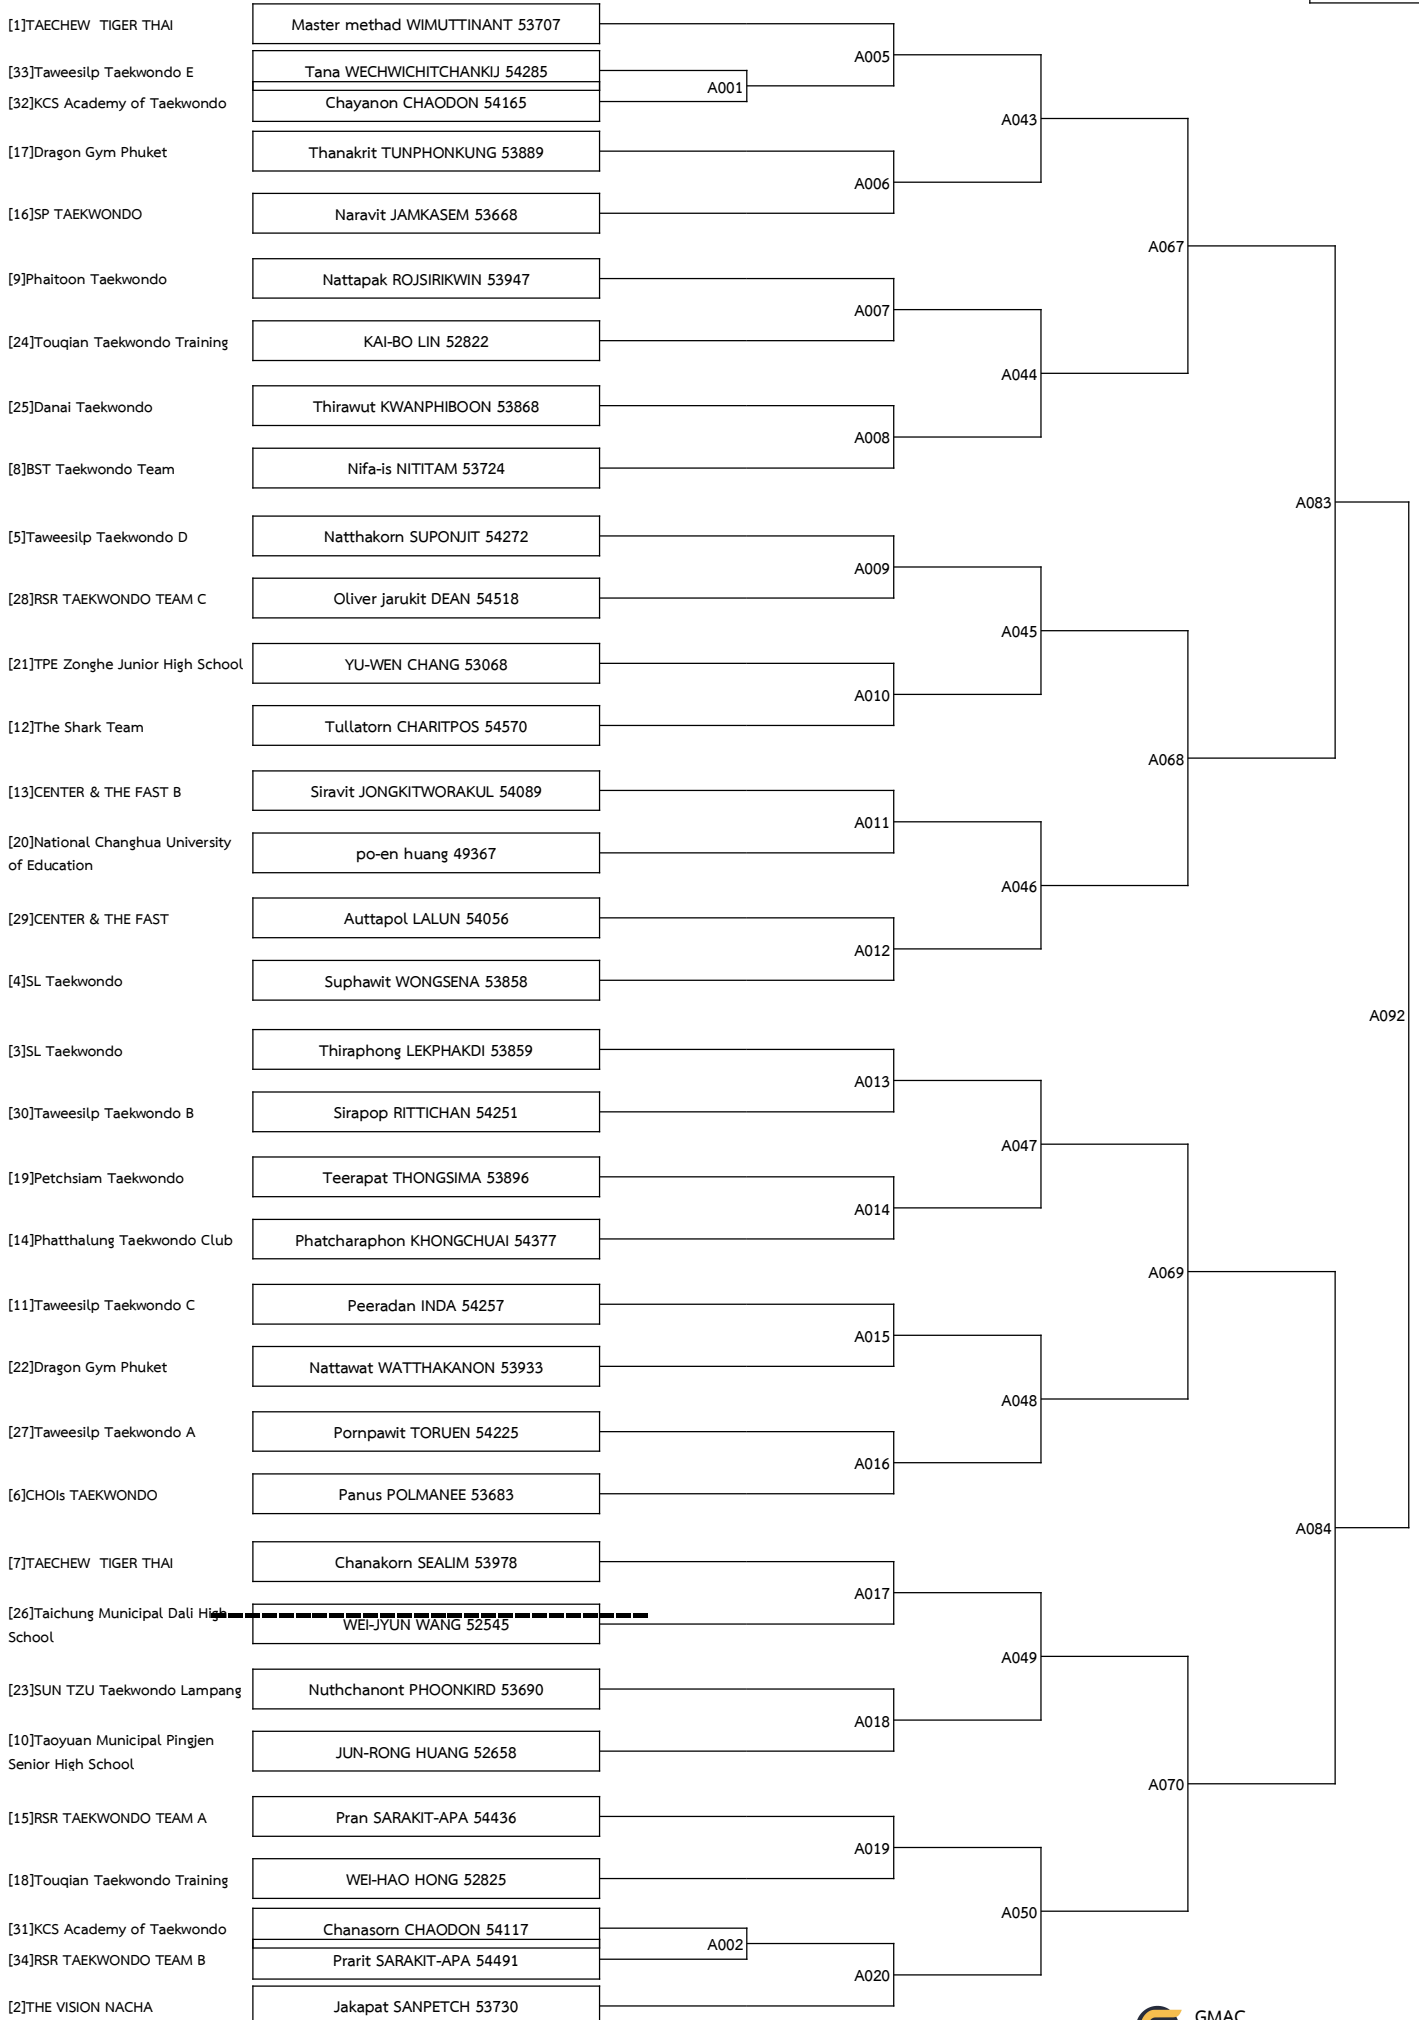 [1]TAECHEW  TIGER THAI
Master methad WIMUTTINANT 53707
A005
[33]Taweesilp Taekwondo E
Tana WECHWICHITCHANKIJ 54285
A001
[32]KCS Academy of Taekwondo
Chayanon CHAODON 54165
A043
[17]Dragon Gym Phuket
Thanakrit TUNPHONKUNG 53889
A006
[16]SP TAEKWONDO
Naravit JAMKASEM 53668
A067
[9]Phaitoon Taekwondo
Nattapak ROJSIRIKWIN 53947
A007
[24]Touqian Taekwondo Training
KAI-BO LIN 52822
A044
[25]Danai Taekwondo
Thirawut KWANPHIBOON 53868
A008
[8]BST Taekwondo Team
Nifa-is NITITAM 53724
A083
[5]Taweesilp Taekwondo D
Natthakorn SUPONJIT 54272
A009
[28]RSR TAEKWONDO TEAM C
Oliver jarukit DEAN 54518
A045
[21]TPE Zonghe Junior High School
YU-WEN CHANG 53068
A010
[12]The Shark Team
Tullatorn CHARITPOS 54570
A068
[13]CENTER & THE FAST B
Siravit JONGKITWORAKUL 54089
A011
[20]National Changhua University
of Education
po-en huang 49367
A046
[29]CENTER & THE FAST
Auttapol LALUN 54056
A012
[4]SL Taekwondo
Suphawit WONGSENA 53858
A092
[3]SL Taekwondo
Thiraphong LEKPHAKDI 53859
A013
[30]Taweesilp Taekwondo B
Sirapop RITTICHAN 54251
A047
[19]Petchsiam Taekwondo
Teerapat THONGSIMA 53896
A014
[14]Phatthalung Taekwondo Club
Phatcharaphon KHONGCHUAI 54377
A069
[11]Taweesilp Taekwondo C
Peeradan INDA 54257
A015
[22]Dragon Gym Phuket
Nattawat WATTHAKANON 53933
A048
[27]Taweesilp Taekwondo A
Pornpawit TORUEN 54225
A016
[6]CHOIs TAEKWONDO
Panus POLMANEE 53683
A084
[7]TAECHEW  TIGER THAI
Chanakorn SEALIM 53978
A017
[26]Taichung Municipal Dali High
School
WEI-JYUN WANG 52545
A049
[23]SUN TZU Taekwondo Lampang
Nuthchanont PHOONKIRD 53690
A018
[10]Taoyuan Municipal Pingjen
Senior High School
JUN-RONG HUANG 52658
A070
[15]RSR TAEKWONDO TEAM A
Pran SARAKIT-APA 54436
A019
[18]Touqian Taekwondo Training
WEI-HAO HONG 52825
A050
[31]KCS Academy of Taekwondo
Chanasorn CHAODON 54117
A002
[34]RSR TAEKWONDO TEAM B
Prarit SARAKIT-APA 54491
A020
[2]THE VISION NACHA
Jakapat SANPETCH 53730
GMAC